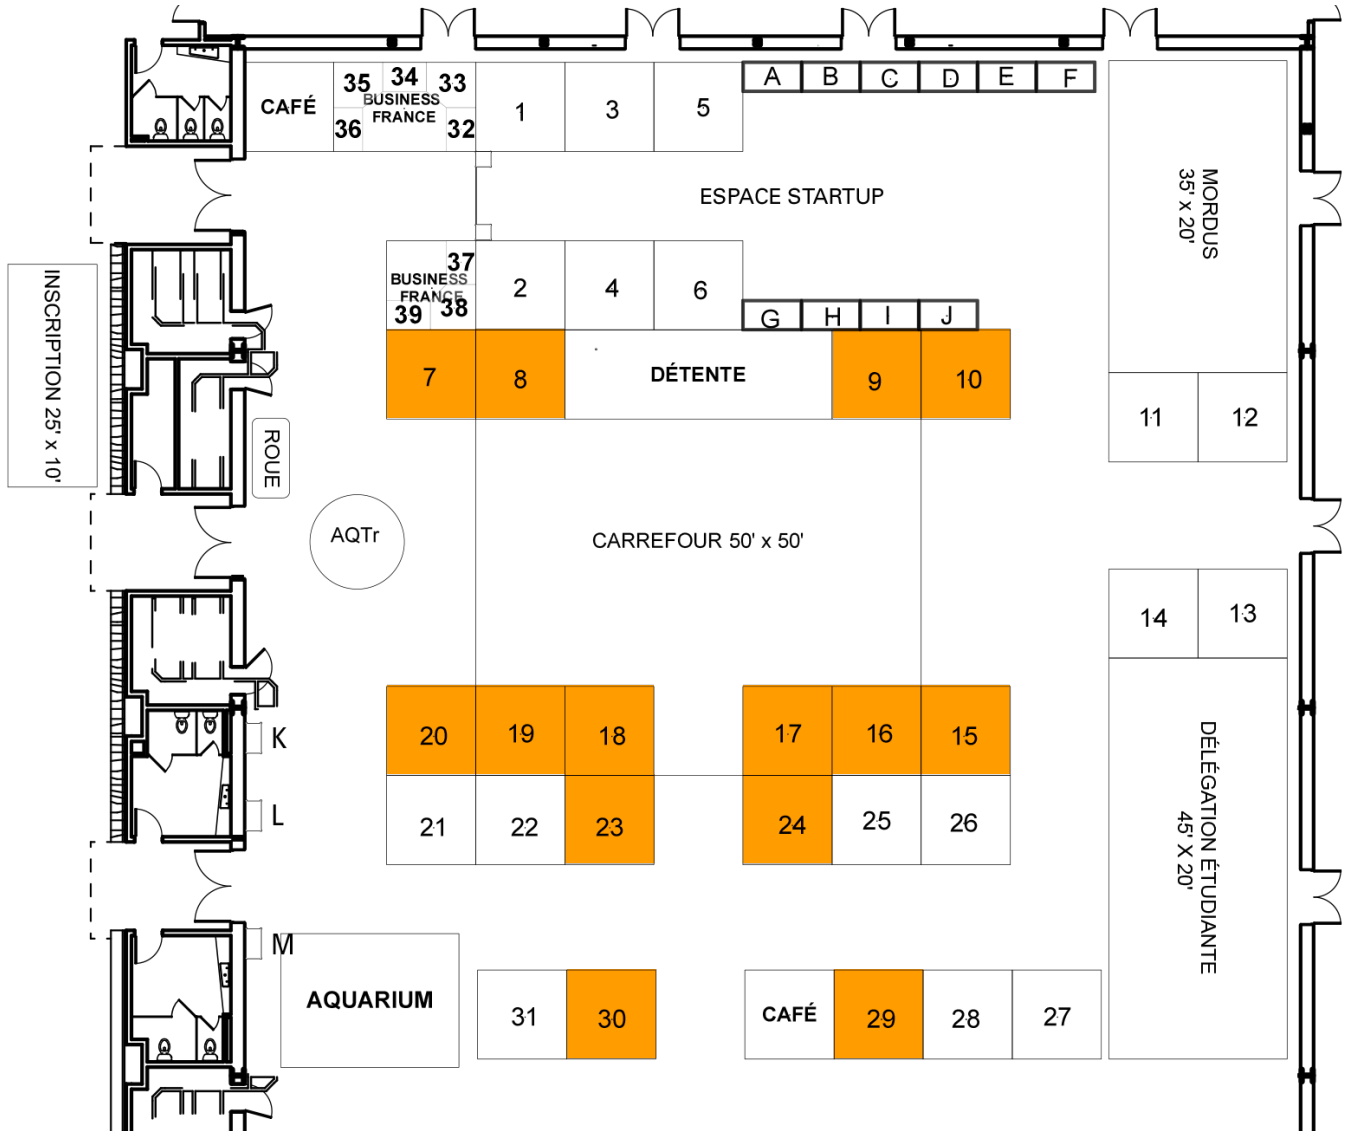 35
34
33
CAFÉ
BUSINESS
FRANCE
36
32
1
3
5
A
B
C
D
E
F
ESPACE STARTUP
MORDUS
35' x 20'
37
BUSINESS
FRANCE
39
38
2
4
6
G
H
I
J
INSCRIPTION 25' x 10'
7
8
DÉTENTE
9
10
11
12
ROUE
AQTr
CARREFOUR 50' x 50'
14
13
20
19
18
17
16
15
K
L
21
22
23
24
25
26
DÉLÉGATION ÉTUDIANTE
45' X 20'
M
AQUARIUM
31
30
CAFÉ
29
28
27